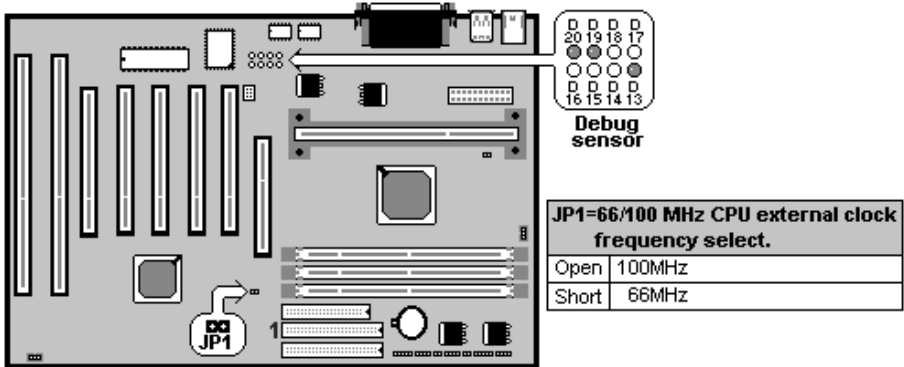 D D D D
20 19 18 17
D D D D
16 15 14 13
Debug
sensor
JP1=66/100 MHz CPU external clock
frequency select.
Open 100MHz
Short 66MHz
JP1
1